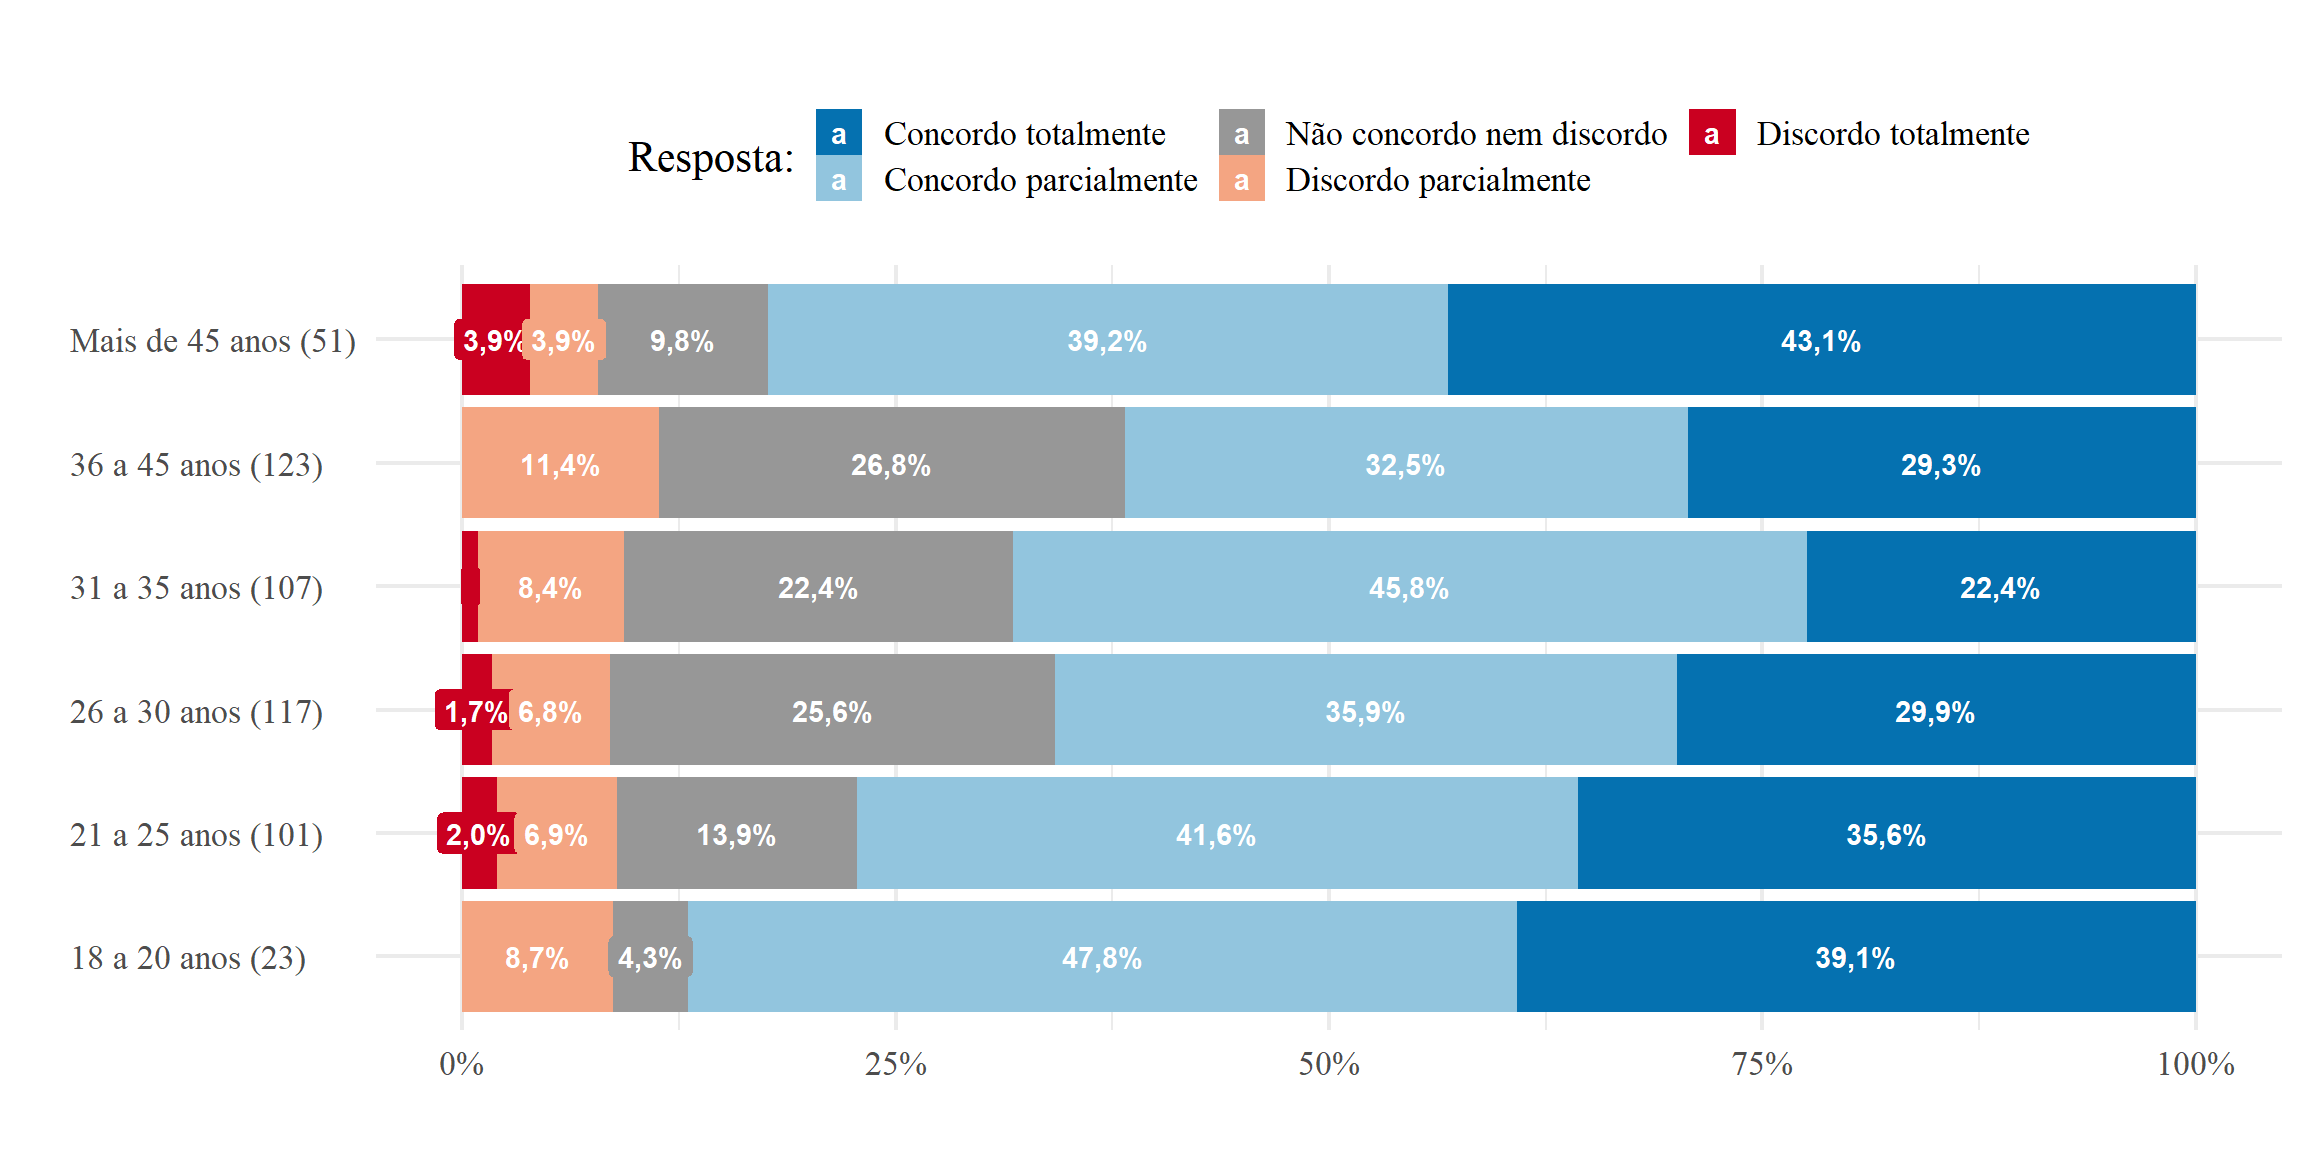 Resposta:
a Concordo totalmente
a Não concordo nem discordo
a Discordo totalmente
a Concordo parcialmente
a Discordo parcialmente
Mais de 45 anos (51) 3,9% 3,9% 9,8% 39,2% 43,1%
36 a 45 anos (123) 11,4% 26,8% 32,5% 29,3%
31 a 35 anos (107) 8,4% 22,4% 45,8% 22,4%
26 a 30 anos (117) 1,7% 6,8% 25,6% 35,9% 29,9%
21 a 25 anos (101) 2,0% 6,9% 13,9% 41,6% 35,6%
18 a 20 anos (23) 8,7% 4,3% 47,8% 39,1%
0% 25% 50% 75% 100%